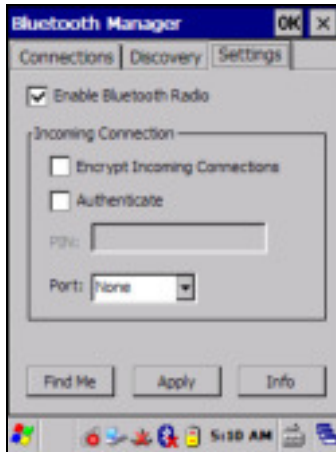 Bluetooth Manager OK ×
Connections Discovery Settings
Enable Bluetooth Radio
Incoming Connection
Encrypt Incoming Connections
Authenticate
PIN:
Port: None
Find Me Apply Info
5:10 AM